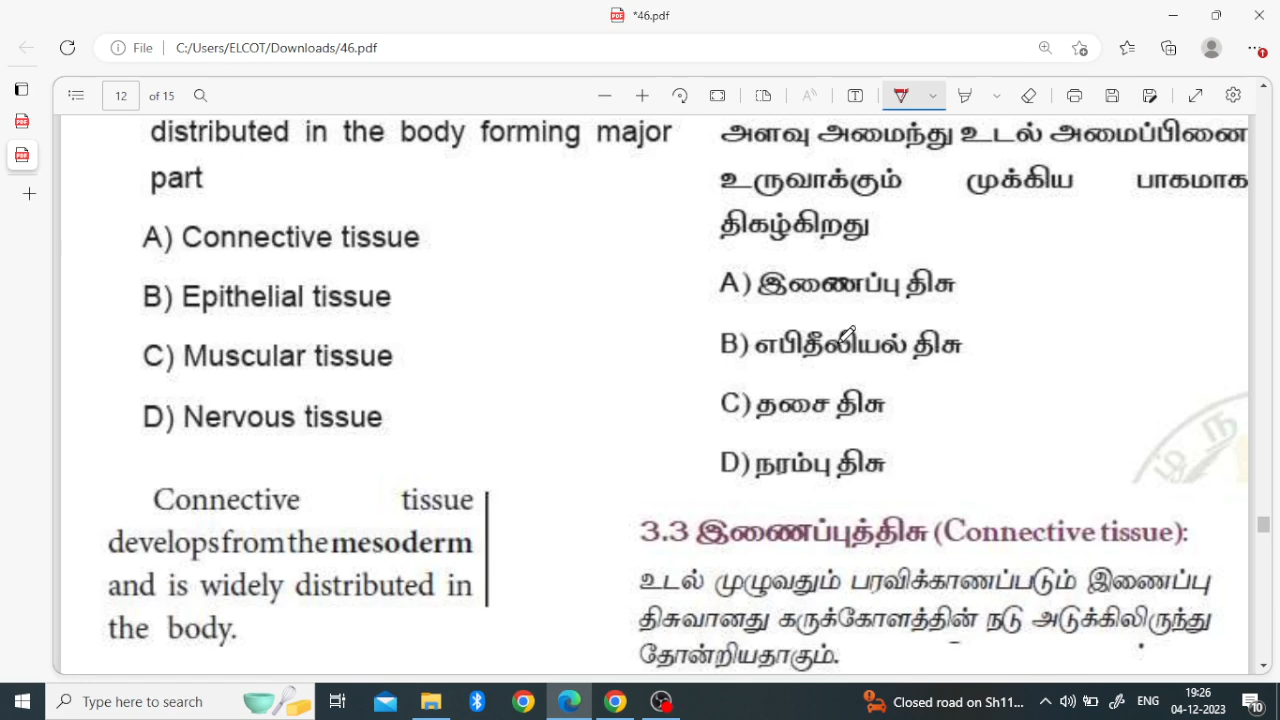 *46.pdf
File
C:/Users/ELCOT/Downloads/46.pdf
12 of 15
distributed in the body forming major
part
A) Connective tissue
B) Epithelial tissue
C) Muscular tissue
D) Nervous tissue
Connective tissue
develops from the mesoderm
and is widely distributed in
the body.
அளவு அமைந்து உடல் அமைப்பினை
உருவாக்கும் முக்கிய பாகமாக
திகழ்கிறது
A) இணைப்பு திசு
B) எபிதீலியல் திசு
C) தசை திசு
D) நரம்பு திசு
3.3 இணைப்புத்திசு (Connective tissue):
உடல் முழுவதும் பரவிக்காணப்படும் இணைப்பு
திசுவானது கருக்கோளத்தின் நடு அடுக்கிலிருந்து
தோன்றியதாகும்.
Type here to search
Closed road on Sh11...
ENG
19:26
04-12-2023
10